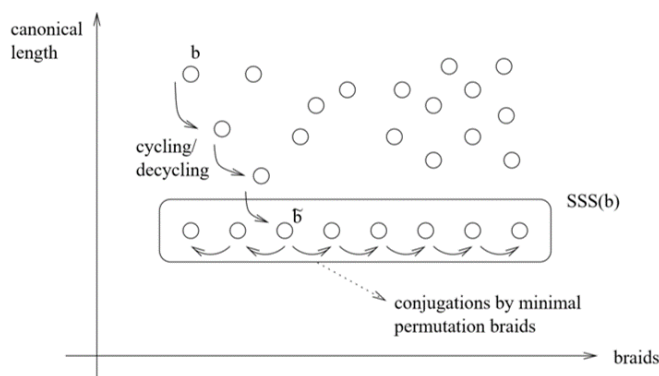 canonical
length
b
cycling/
decycling
SSS(b)
b̃
conjugations by minimal
permutation braids
braids